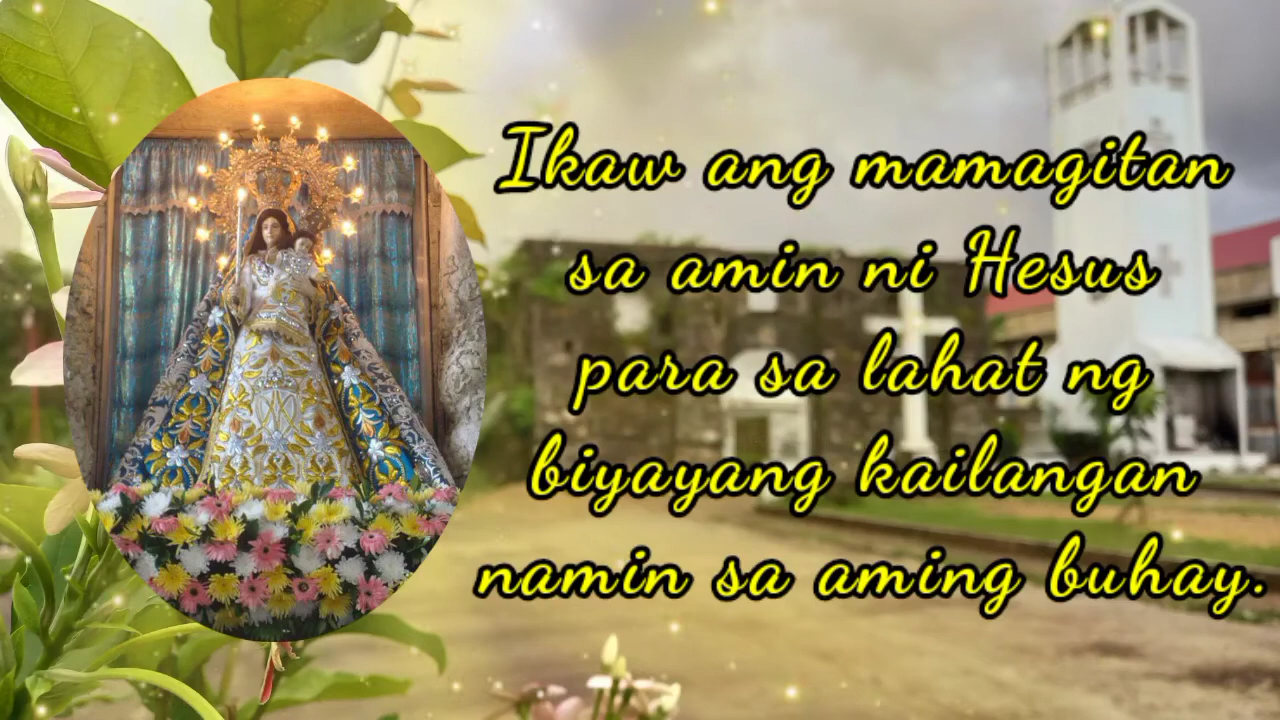 Ikaw ang mamagitan
sa amin ni Hesus
para sa lahat ng
biyayang kailangan
namin sa aming buhay.